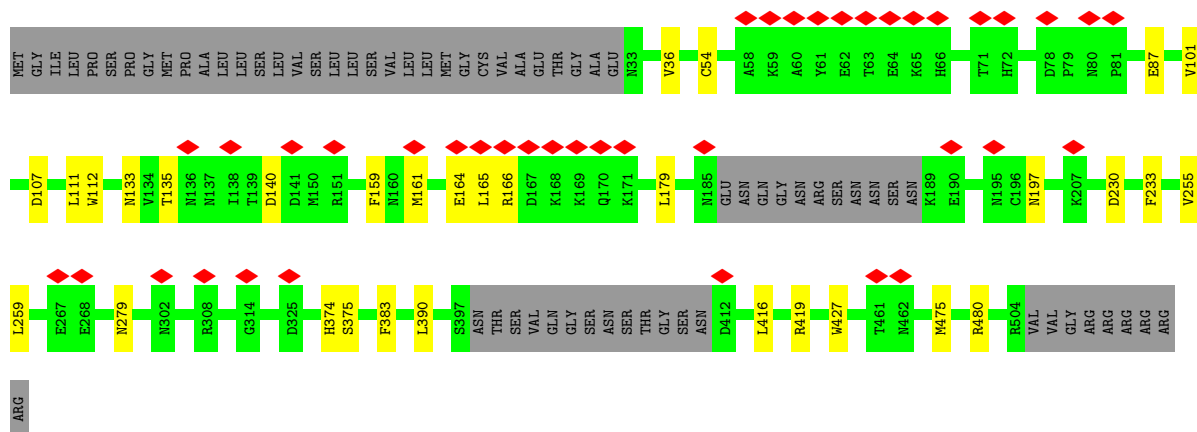 MET GLY ILE LEU PRO SER PRO GLY MET PRO ALA LEU LEU SER LEU VAL SER LEU LEU SER VAL LEU LEU MET GLY CYS VAL ALA GLU THR GLY ALA GLU N33 V36 C54 A58 K59 A60 Y61 E62 T63 E64 K65 H66 T71 H72 D78 P79 N80 P81 E87 V101
D107 L111 W112 N133 V134 T135 N136 N137 I138 T139 D140 D141 M150 R151 F159 N160 M161 E164 L165 R166 D167 K168 K169 Q170 K171 L179 N185 GLU ASN GLN GLY ASN ARG SER ASN ASN SER ASN K189 E190 N195 C196 N197 K207 D230 F233 V255
L259 E267 E268 N279 N302 R308 G314 D325 H374 S375 F383 L390 S397 ASN THR SER VAL GLN GLY SER ASN SER THR GLY SER ASN D412 L416 R419 W427 T461 N462 M475 R480 R504 VAL VAL GLY ARG ARG ARG ARG ARG
ARG